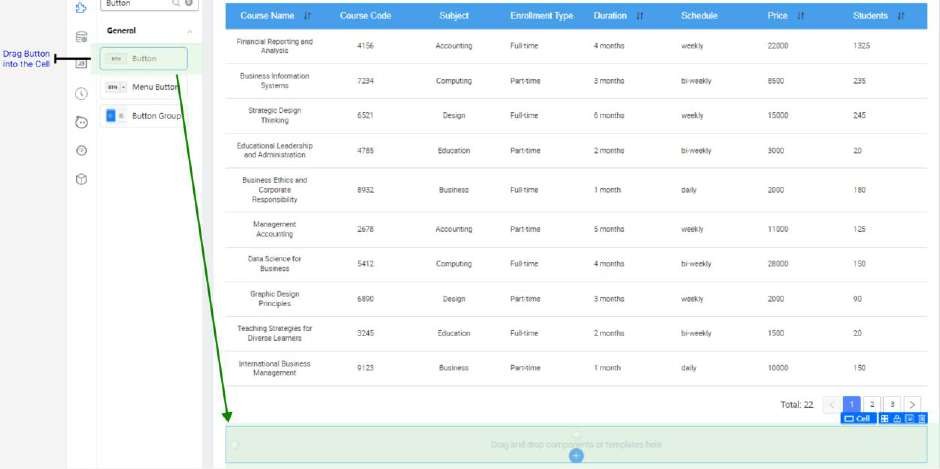 Button
General
Drag Button
into the Cell
BTN Button
BTN Menu Button
Button Group
Course Name Course Code Subject Enrollment Type Duration Schedule Price Students
Financial Reporting and
Analysis 4156 Accounting Full-time 4 months weekly 22000 1325
Business Information
Systems 7234 Computing Part-time 3 months bi-weekly 8500 235
Strategic Design
Thinking 6521 Design Full-time 6 months weekly 15000 245
Educational Leadership
and Administration 4785 Education Part-time 2 months bi-weekly 3000 20
Business Ethics and
Corporate
Responsibility 8932 Business Full-time 1 month daily 2000 180
Management
Accounting 2678 Accounting Part-time 5 months weekly 11000 125
Data Science for
Business 5412 Computing Full-time 4 months bi-weekly 28000 150
Graphic Design
Principles 6890 Design Part-time 3 months weekly 2000 90
Teaching Strategies for
Diverse Learners 3245 Education Full-time 2 months bi-weekly 1500 20
International Business
Management 9123 Business Part-time 1 month daily 10000 150
Total: 22 < 1 2 3 >
Cell
Drag and drop components or templates here